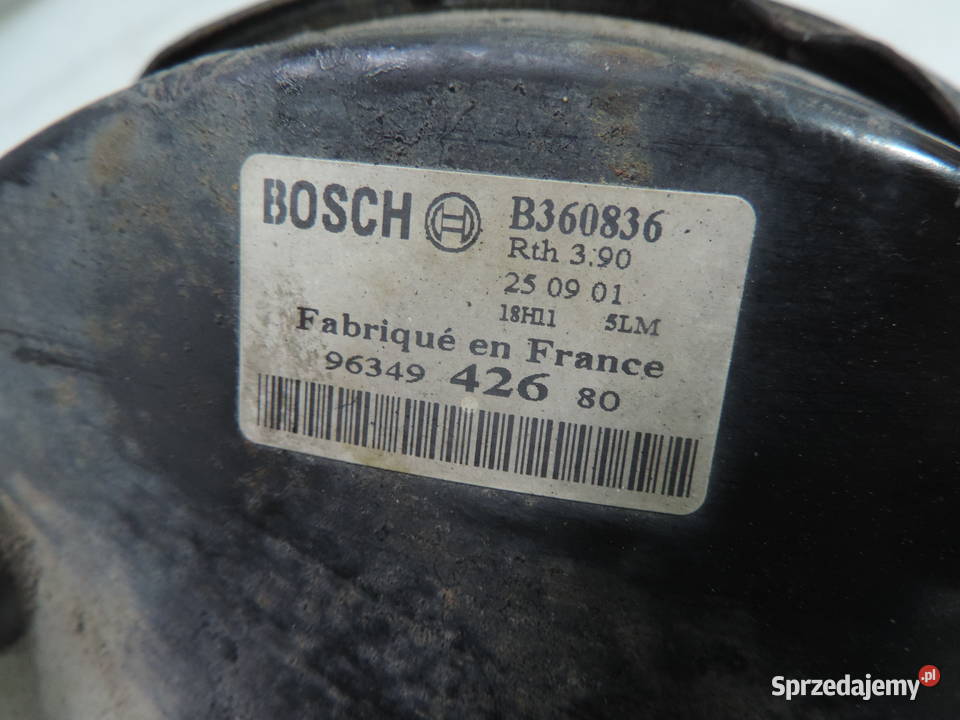 BOSCH B360836
Rth 3.90
25 09 01
18H11 5LM
Fabriqué en France
96349 426 80
Sprzedajemy.pl